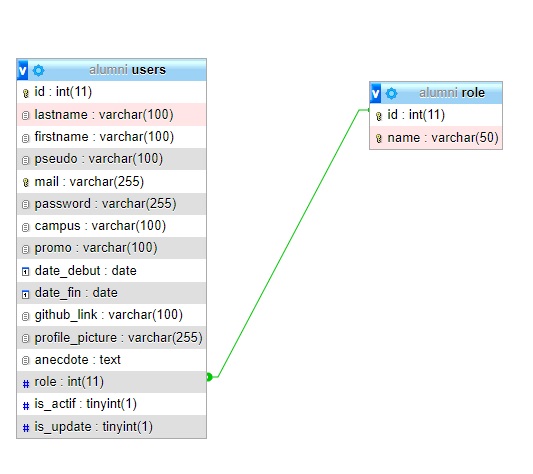 alumni users
id : int(11)
lastname : varchar(100)
firstname : varchar(100)
pseudo : varchar(100)
mail : varchar(255)
password : varchar(255)
campus : varchar(100)
promo : varchar(100)
date_debut : date
date_fin : date
github_link : varchar(100)
profile_picture : varchar(255)
anecdote : text
# role : int(11)
# is_actif : tinyint(1)
# is_update : tinyint(1)
alumni role
id : int(11)
name : varchar(50)